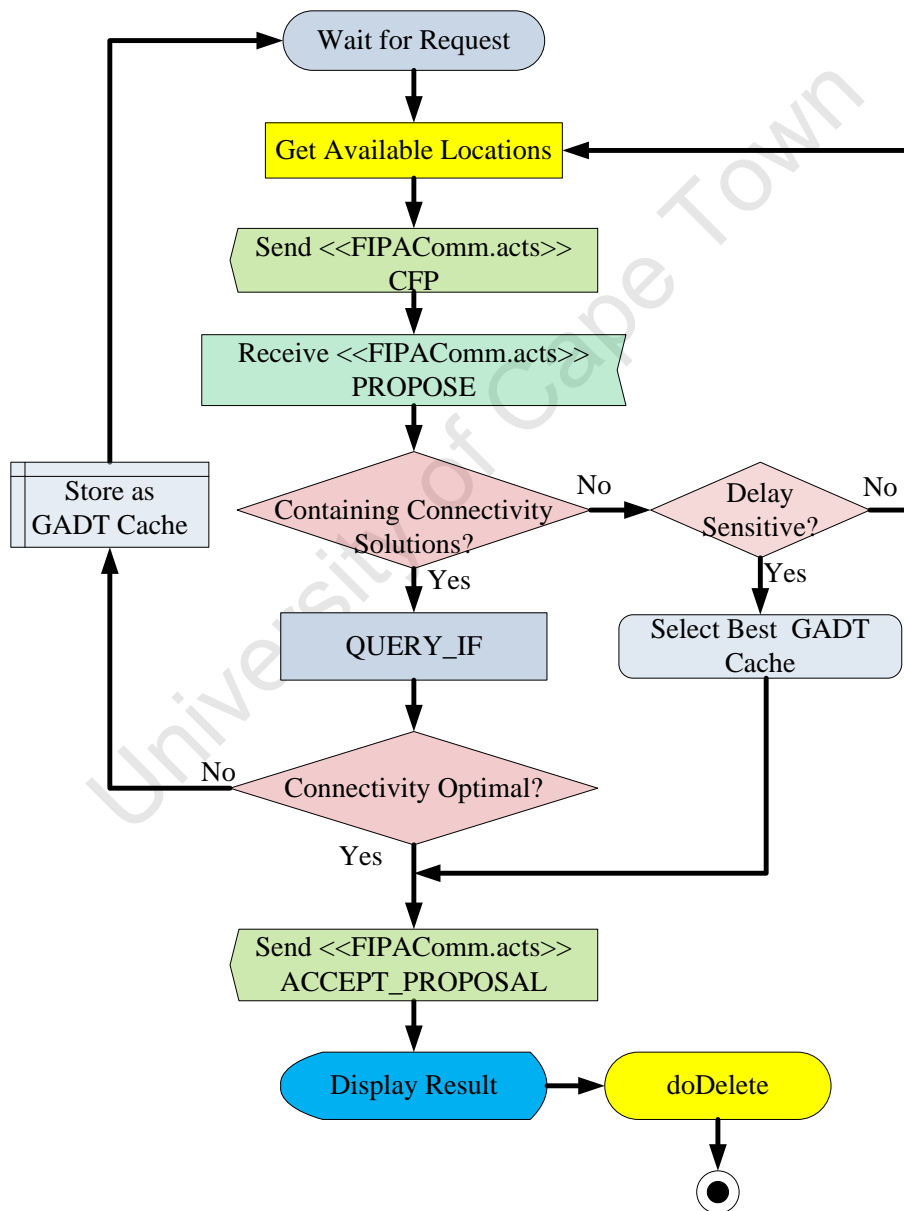 Wait for Request
Get Available Locations
Send <<FIPAComm.acts>>
CFP
Receive <<FIPAComm.acts>>
PROPOSE
Containing Connectivity
Solutions?
No
Delay
Sensitive?
No
Store as
GADT Cache
Yes
Yes
QUERY_IF
Select Best GADT
Cache
Connectivity Optimal?
No
Yes
Send <<FIPAComm.acts>>
ACCEPT_PROPOSAL
Display Result
doDelete
University of Cape Town